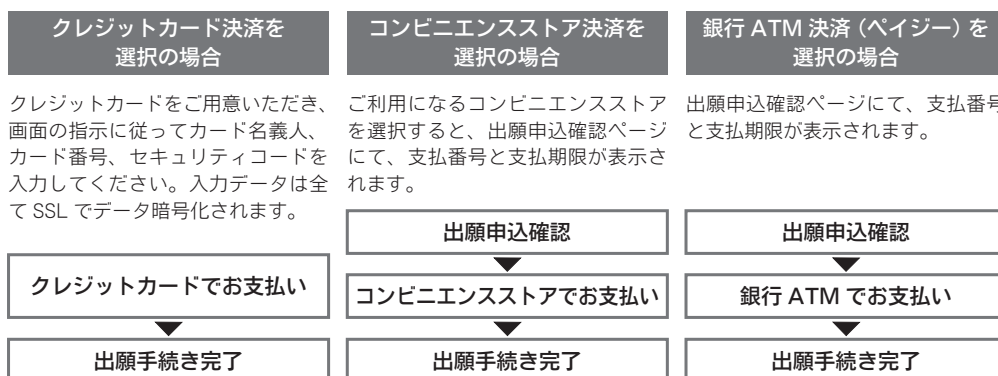 クレジットカード決済を
選択の場合
クレジットカードをご用意いただき、
画面の指示に従ってカード名義人、
カード番号、セキュリティコードを
入力してください。入力データは全
て SSL でデータ暗号化されます。
クレジットカードでお支払い
出願手続き完了
コンビニエンスストア決済を
選択の場合
ご利用になるコンビニエンスストア
を選択すると、出願申込確認ページ
にて、支払番号と支払期限が表示さ
れます。
出願申込確認
コンビニエンスストアでお支払い
出願手続き完了
銀行 ATM 決済（ペイジー）を
選択の場合
出願申込確認ページにて、支払番号
と支払期限が表示されます。
出願申込確認
銀行 ATM でお支払い
出願手続き完了